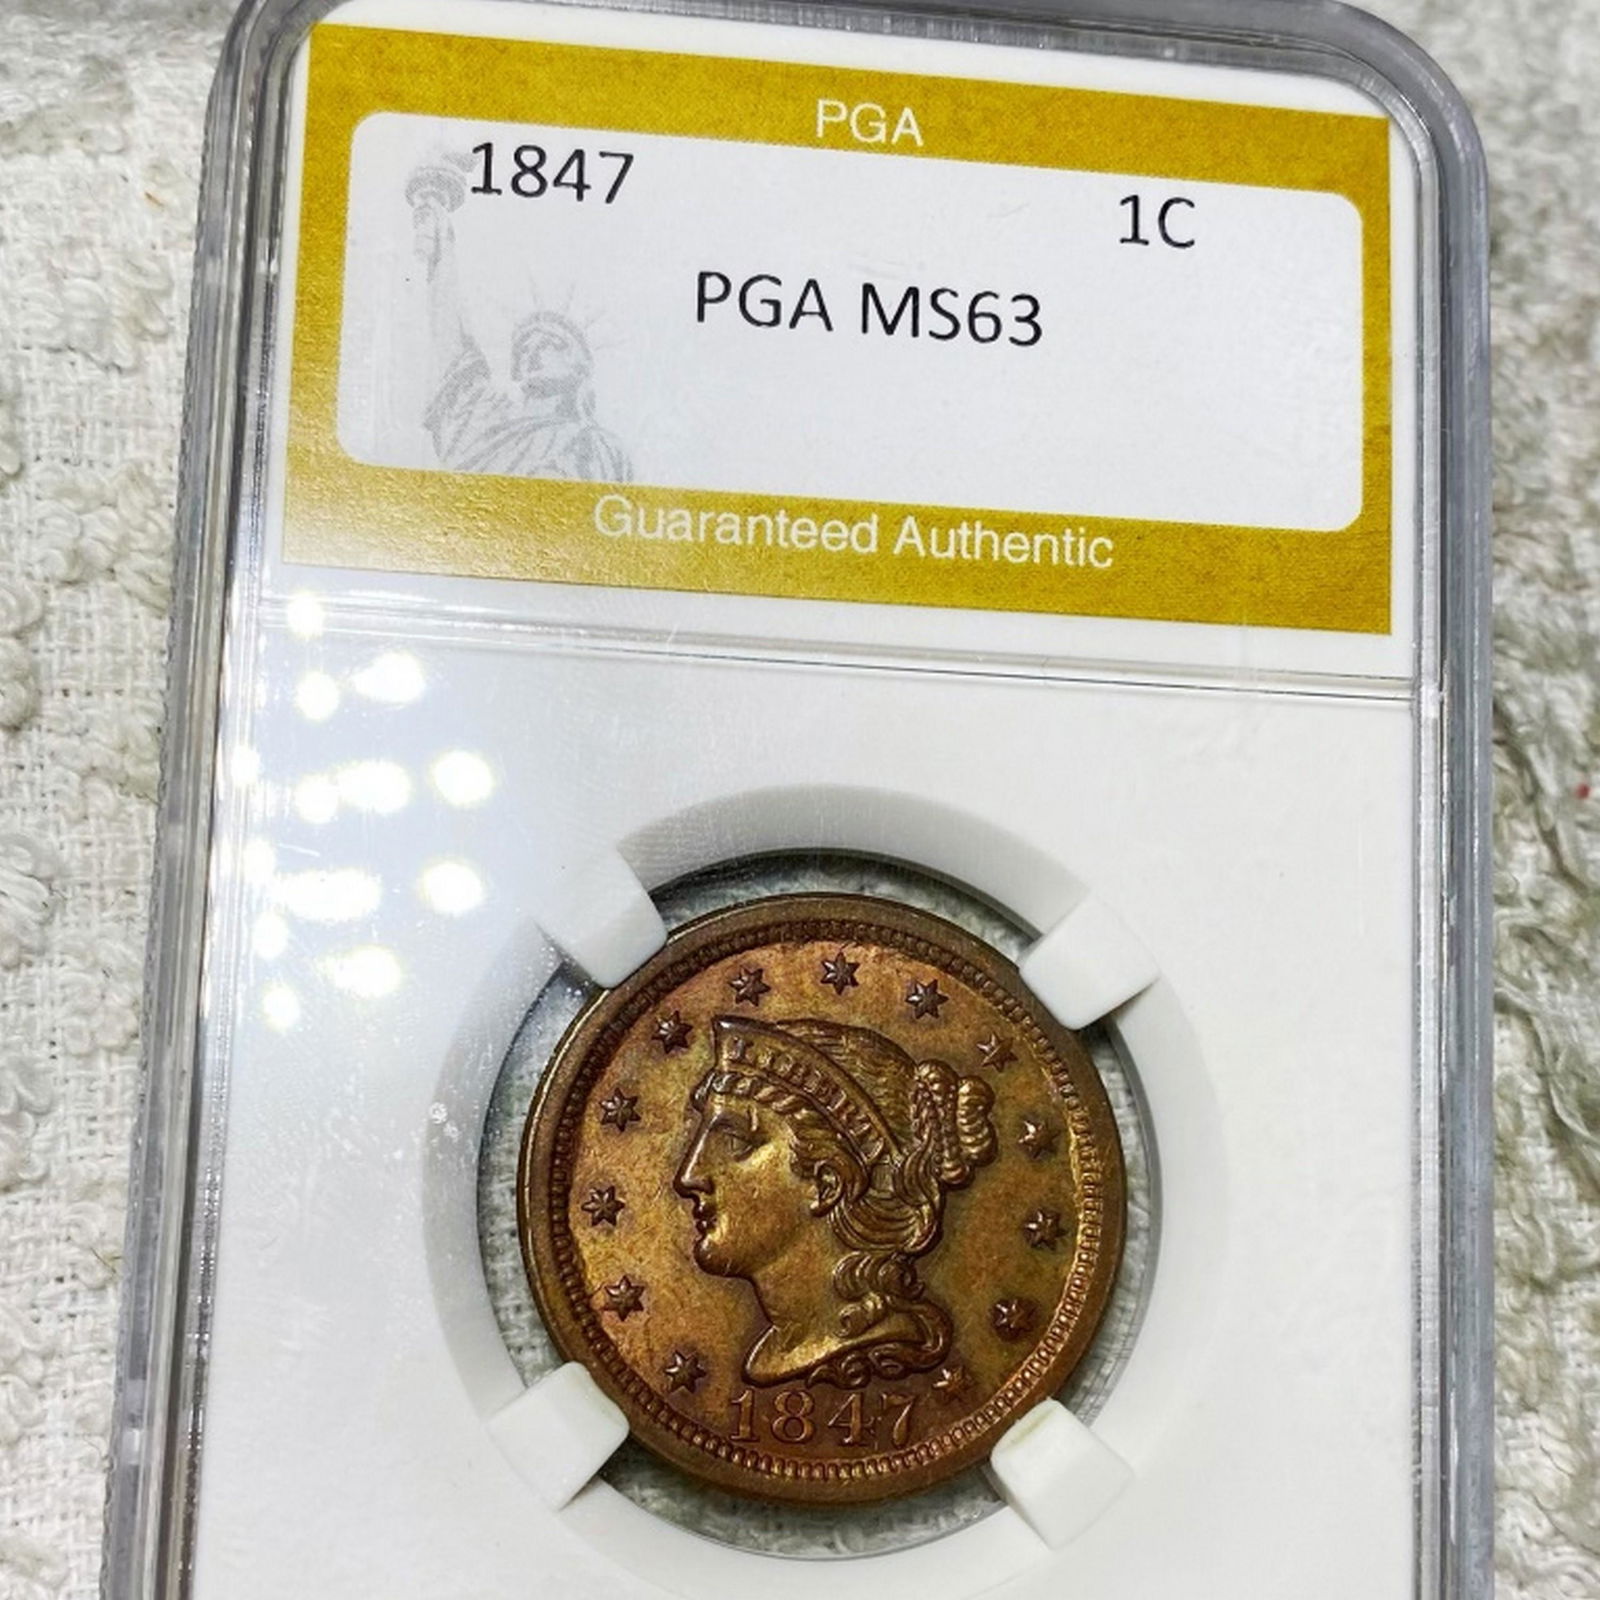 PGA
1847 1C
PGA MS63
Guaranteed Authentic
LIBERTY
1847